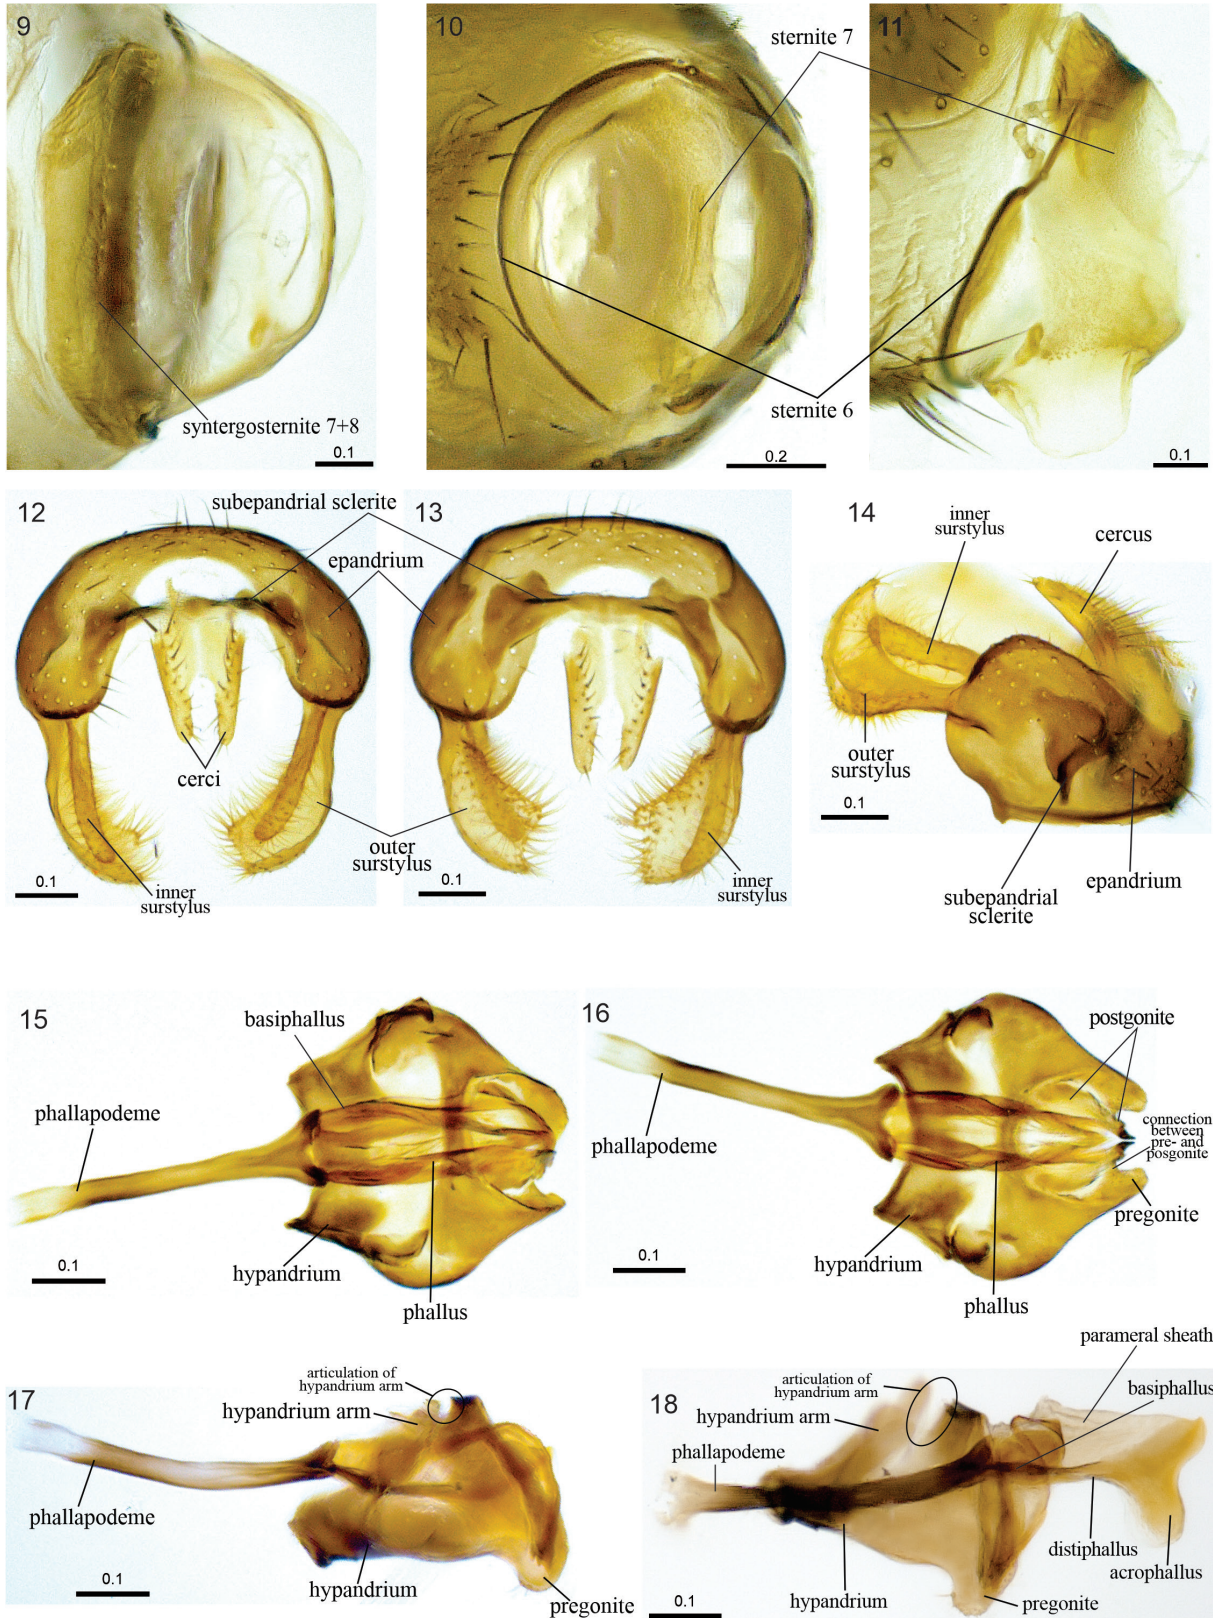 9
syntergosternite 7+8
0.1
10
sternite 7
sternite 6
0.2
11
0.1
12
subepandrial sclerite
epandrium
cerci
outer
surstylus
inner
surstylus
0.1
13
inner
surstylus
0.1
14
inner
surstylus
cercus
outer
surstylus
0.1
subepandrial
sclerite
epandrium
15
basiphallus
phallapodeme
hypandrium
phallus
0.1
16
postgonite
phallapodeme
connection
between
pre- and
posgonite
pregonite
hypandrium
phallus
0.1
17
articulation of
hypandrium arm
hypandrium arm
phallapodeme
hypandrium
pregonite
0.1
18
parameral sheath
articulation of
hypandrium arm
basiphallus
hypandrium arm
phallapodeme
distiphallus
acrophallus
hypandrium
pregonite
0.1